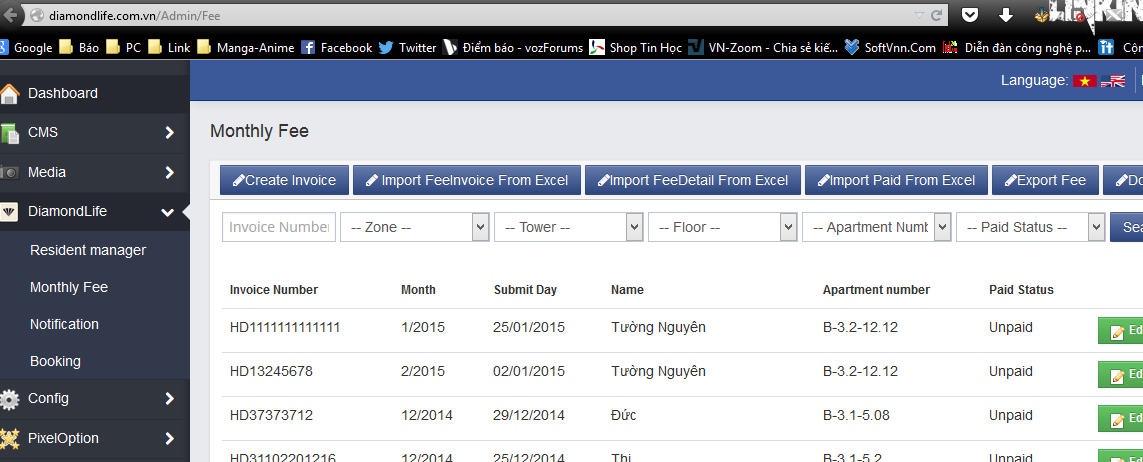 diamondlife.com.vn/Admin/Fee
Google Báo PC Link Manga-Anime Facebook Twitter Điểm báo - vozForums Shop Tin Học VN-Zoom - Chia sẻ kiế... SoftVnn.Com Diễn đàn công nghệ p...
Language:
Dashboard
CMS
Media
DiamondLife
Resident manager
Monthly Fee
Notification
Booking
Config
PixelOption
Monthly Fee
Create Invoice Import FeeInvoice From Excel Import FeeDetail From Excel Import Paid From Excel Export Fee
Invoice Number -- Zone -- -- Tower -- -- Floor -- -- Apartment Numb -- Paid Status -- Sea
Invoice Number Month Submit Day Name Apartment number Paid Status
HD1111111111111 1/2015 25/01/2015 Tường Nguyên B-3.2-12.12 Unpaid Ed
HD13245678 2/2015 02/01/2015 Tường Nguyên B-3.2-12.12 Unpaid Ed
HD37373712 12/2014 29/12/2014 Đức B-3.1-5.08 Unpaid Ed
HD31102201216 12/2014 25/12/2014 Thi B-3.1-5.2 Unpaid